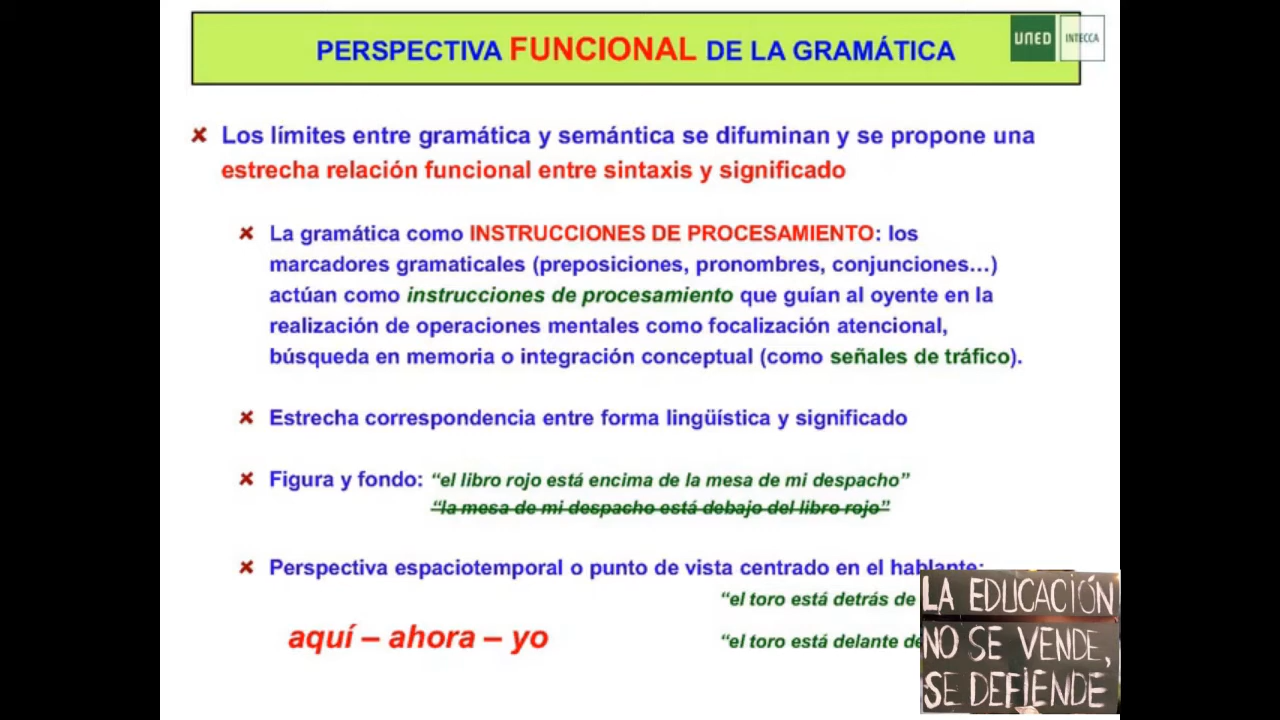 PERSPECTIVA FUNCIONAL DE LA GRAMÁTICA
UNED INTECCA
Los límites entre gramática y semántica se difuminan y se propone una
estrecha relación funcional entre sintaxis y significado
La gramática como INSTRUCCIONES DE PROCESAMIENTO: los
marcadores gramaticales (preposiciones, pronombres, conjunciones...)
actúan como instrucciones de procesamiento que guían al oyente en la
realización de operaciones mentales como focalización atencional,
búsqueda en memoria o integración conceptual (como señales de tráfico).
Estrecha correspondencia entre forma lingüística y significado
Figura y fondo: “el libro rojo está encima de la mesa de mi despacho”
“la mesa de mi despacho está debajo del libro rojo”
Perspectiva espaciotemporal o punto de vista centrado en el hablante:
“el toro está detrás de
aquí – ahora – yo
“el toro está delante de
LA EDUCACIÓN
NO SE VENDE,
SE DEFIENDE